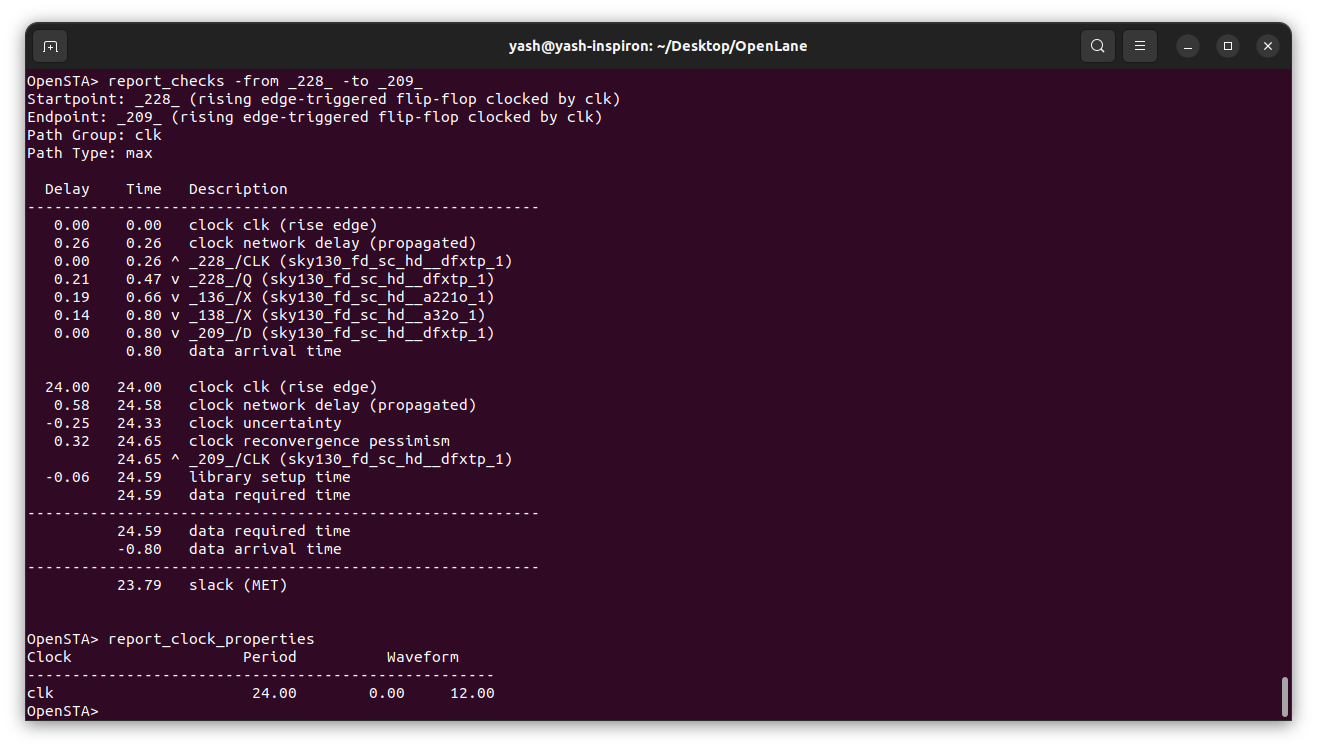 yash@yash-inspiron: ~/Desktop/OpenLane
OpenSTA> report_checks -from _228_ -to _209_
Startpoint: _228_ (rising edge-triggered flip-flop clocked by clk)
Endpoint: _209_ (rising edge-triggered flip-flop clocked by clk)
Path Group: clk
Path Type: max
  Delay    Time   Description
---------------------------------------------------------
   0.00    0.00   clock clk (rise edge)
   0.26    0.26   clock network delay (propagated)
   0.00    0.26 ^ _228_/CLK (sky130_fd_sc_hd__dfxtp_1)
   0.21    0.47 v _228_/Q (sky130_fd_sc_hd__dfxtp_1)
   0.19    0.66 v _136_/X (sky130_fd_sc_hd__a221o_1)
   0.14    0.80 v _138_/X (sky130_fd_sc_hd__a32o_1)
   0.00    0.80 v _209_/D (sky130_fd_sc_hd__dfxtp_1)
           0.80   data arrival time
  24.00   24.00   clock clk (rise edge)
   0.58   24.58   clock network delay (propagated)
  -0.25   24.33   clock uncertainty
   0.32   24.65   clock reconvergence pessimism
          24.65 ^ _209_/CLK (sky130_fd_sc_hd__dfxtp_1)
  -0.06   24.59   library setup time
          24.59   data required time
---------------------------------------------------------
          24.59   data required time
          -0.80   data arrival time
---------------------------------------------------------
          23.79   slack (MET)
OpenSTA> report_clock_properties
Clock                   Period          Waveform
----------------------------------------------------
clk                      24.00        0.00     12.00
OpenSTA>